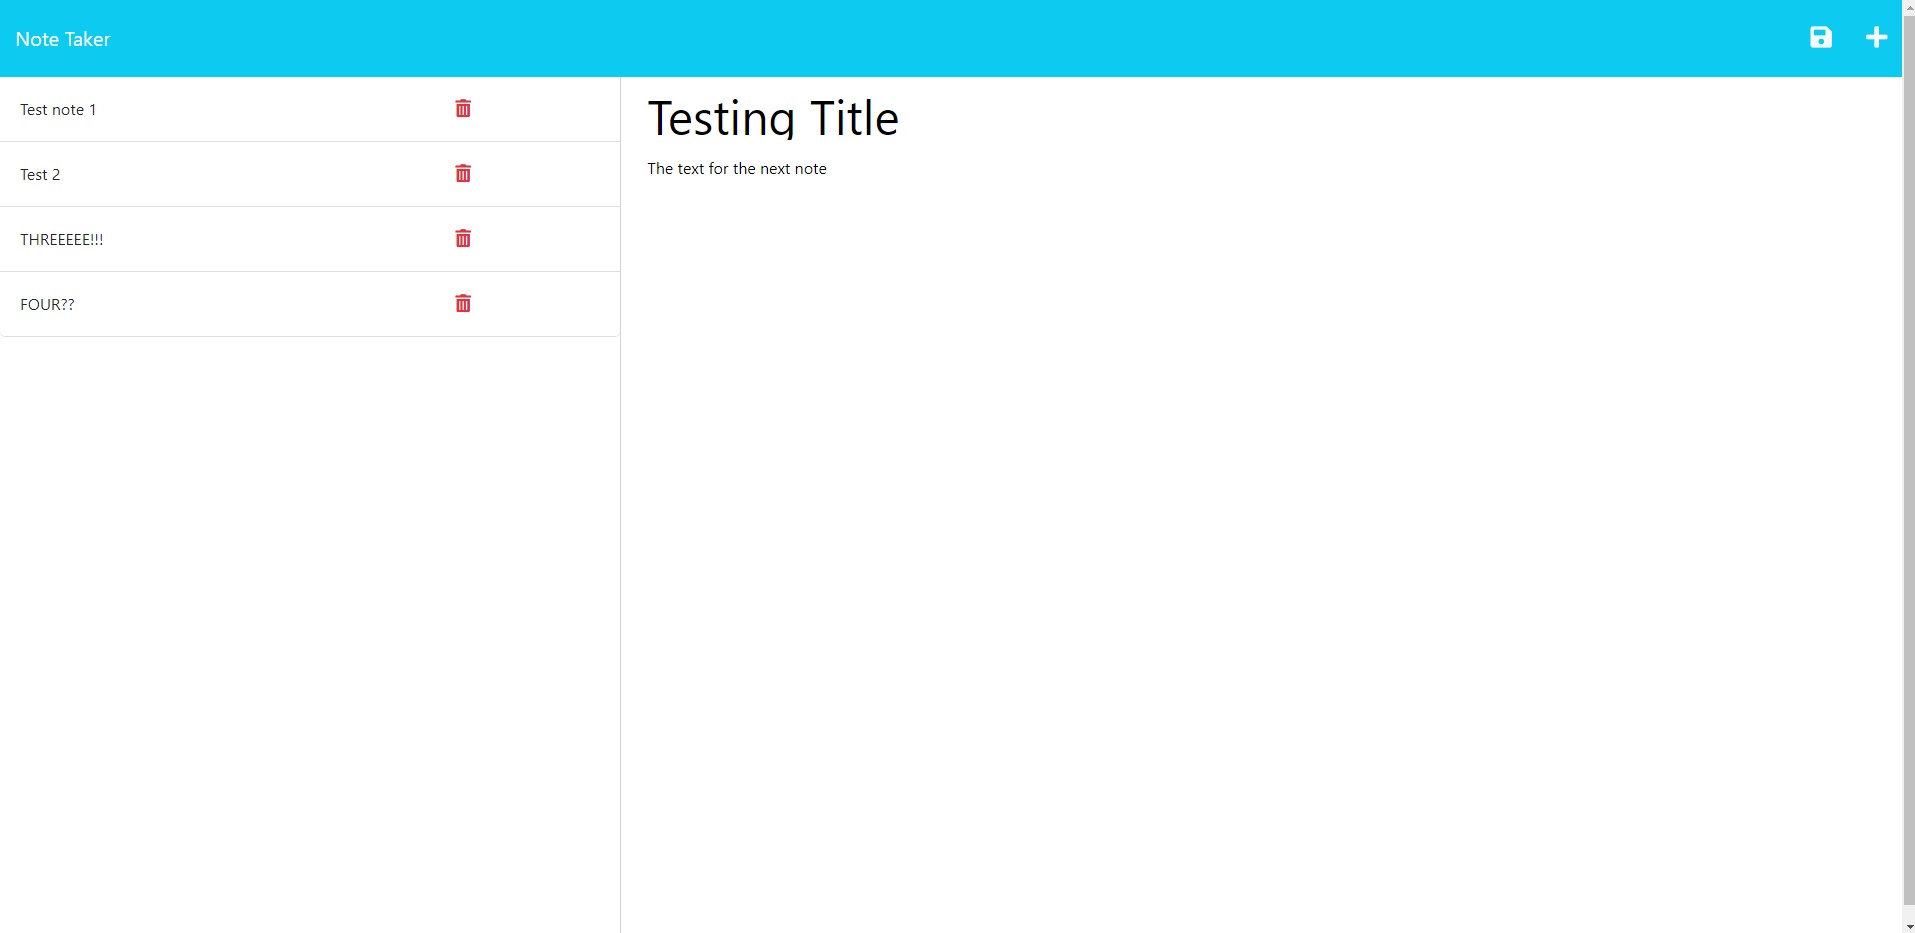 Note Taker
Test note 1
Test 2
THREEEEE!!!
FOUR??
Testing Title
The text for the next note